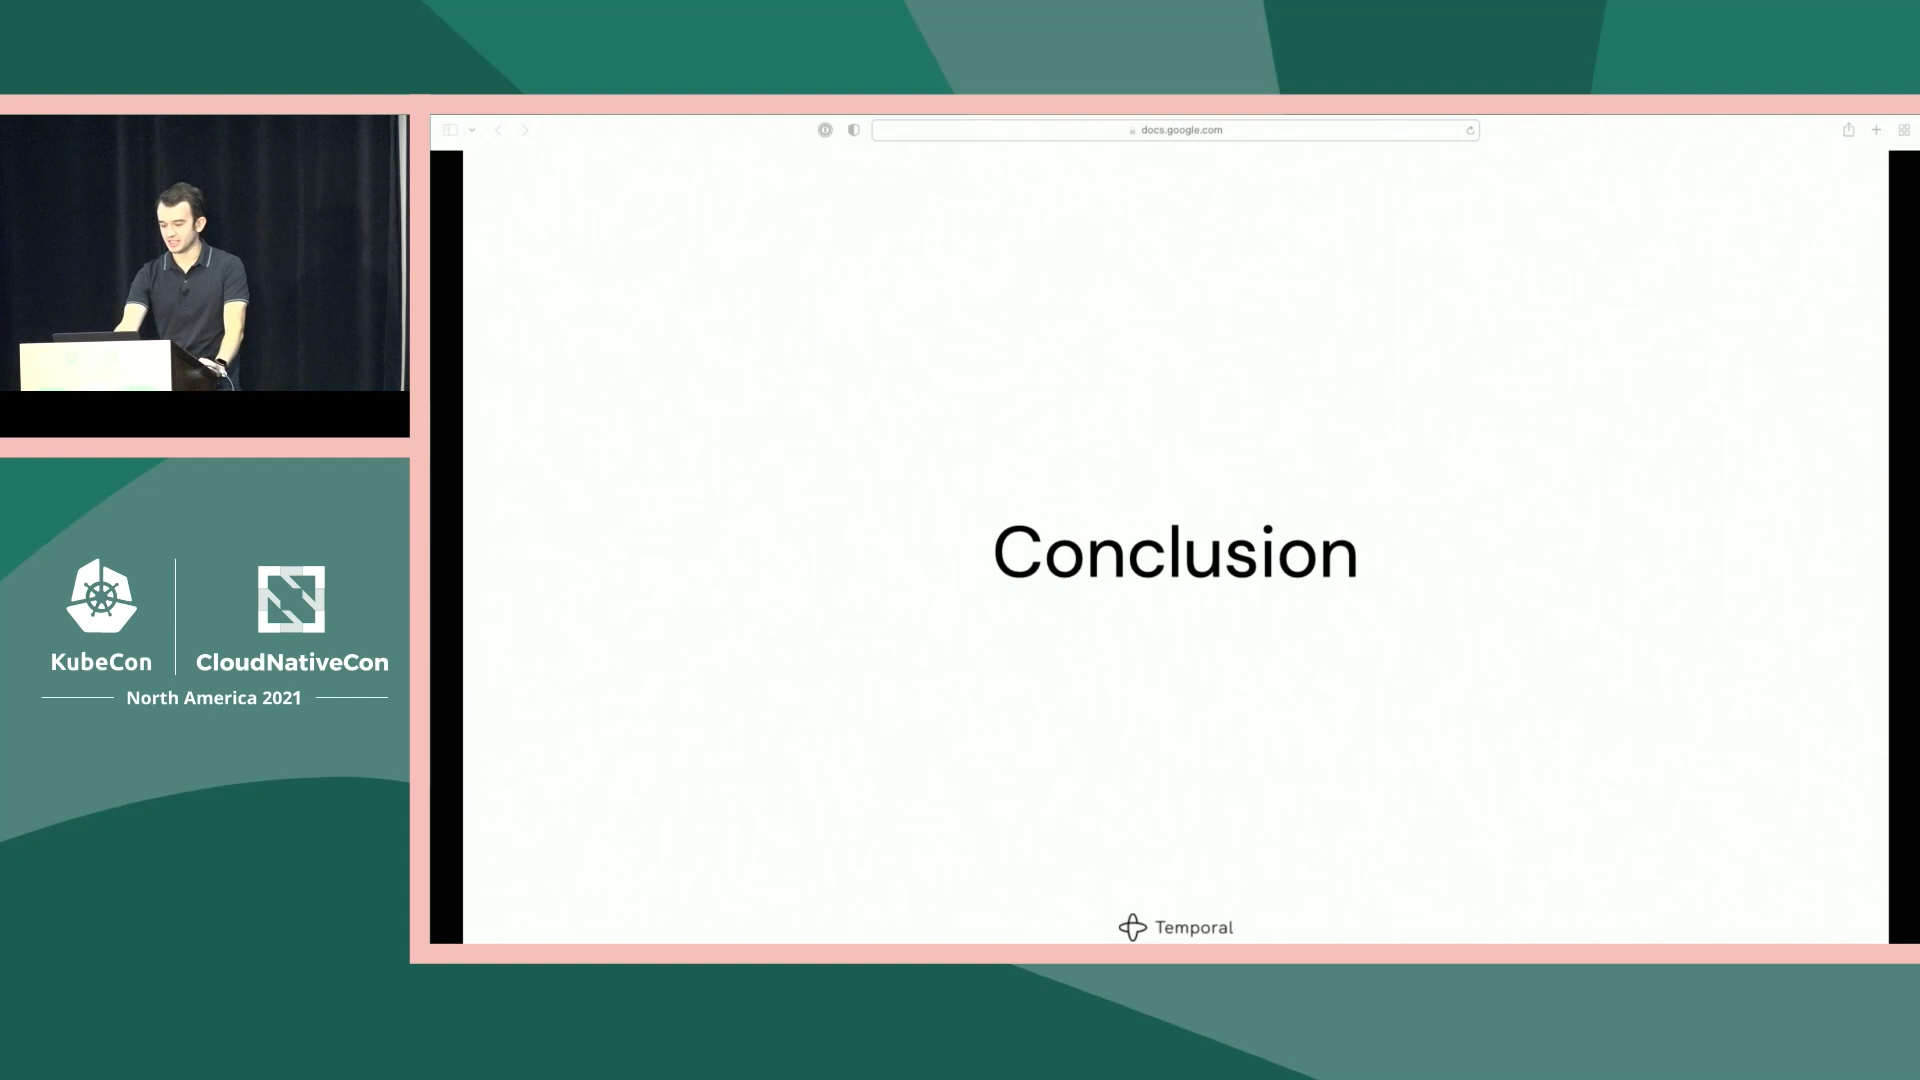 docs.google.com
Conclusion
Temporal
KubeCon
CloudNativeCon
North America 2021